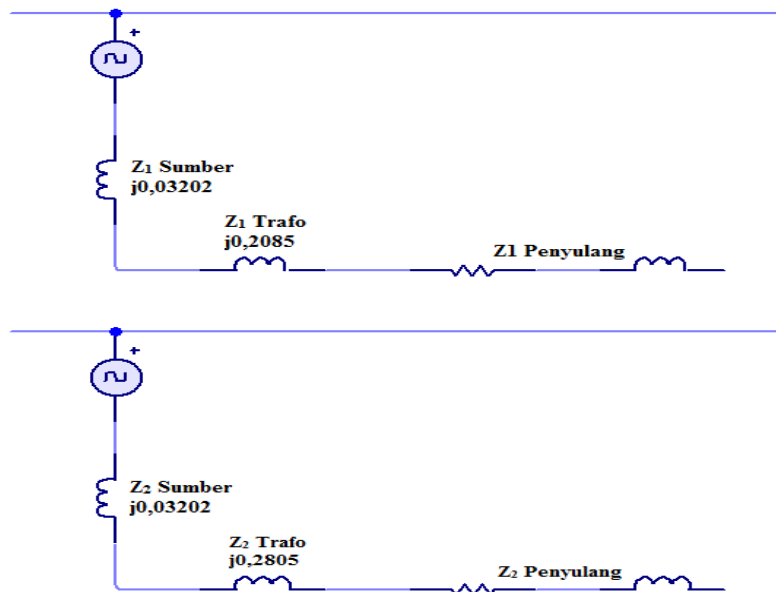 +
Z₁ Sumber
j0,03202
Z₁ Trafo
j0,2085
Z1 Penyulang
+
Z₂ Sumber
j0,03202
Z₂ Trafo
j0,2805
Z₂ Penyulang